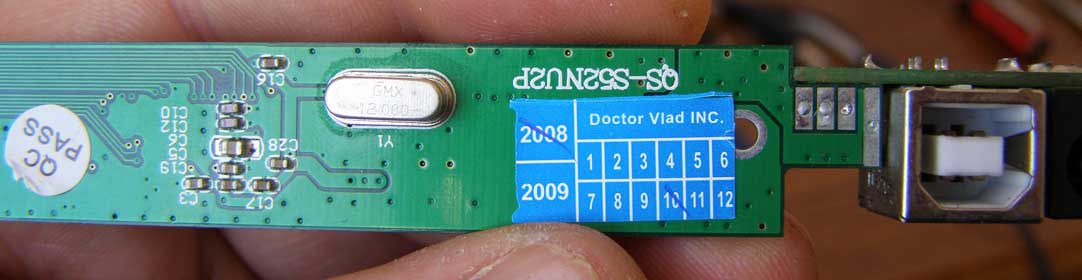 C16
QS-S52NU2P
GMX
12.000
Y1
C10
C12
C6
C5
C28
C19
C3
C17
QC
PASS
2008
2009
Doctor Vlad INC.
1 2 3 4 5 6
7 8 9 10 11 12